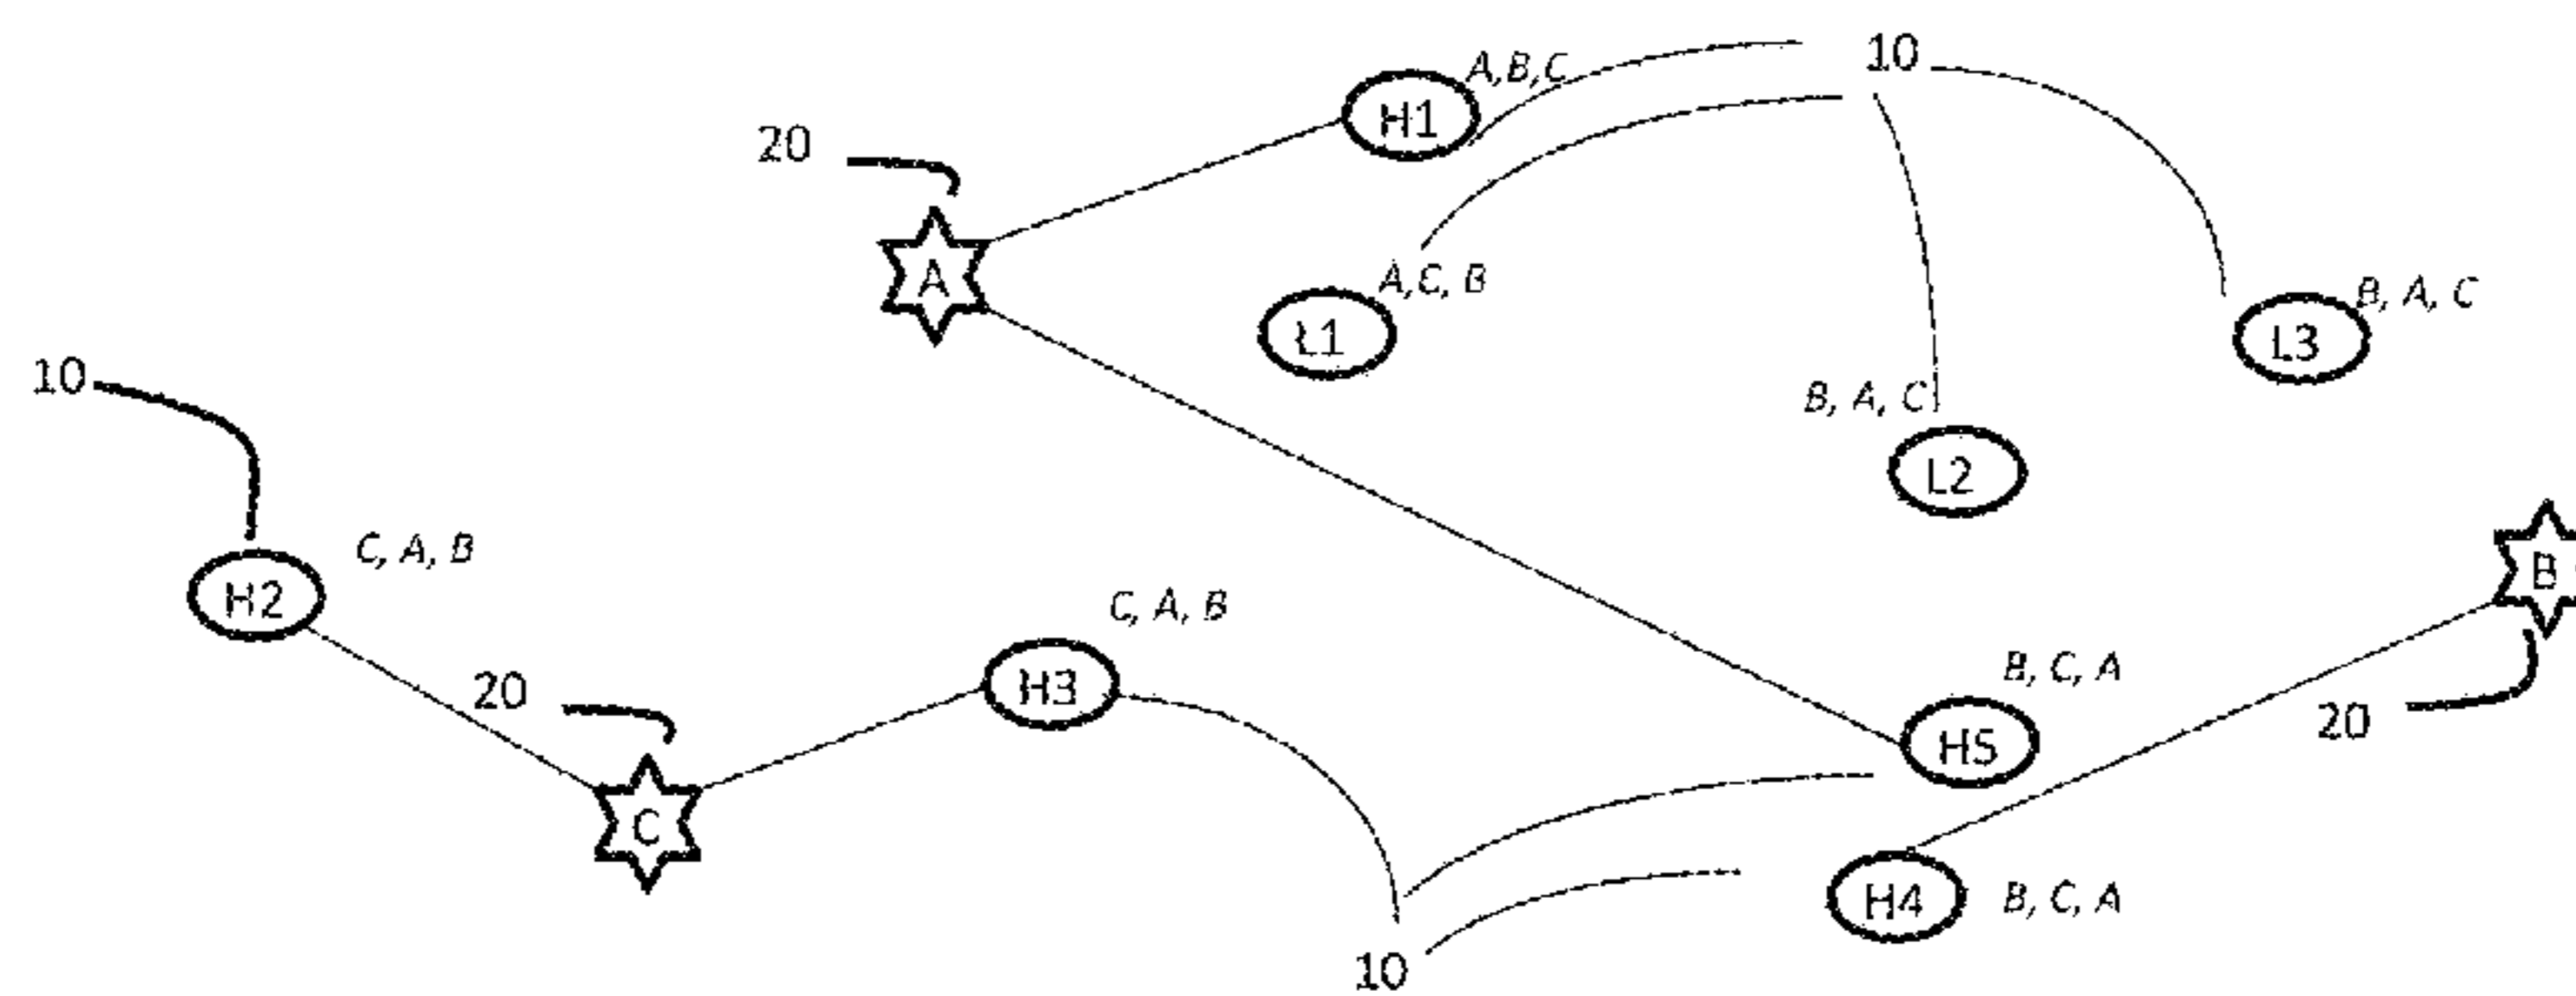 10
A,B,C
H1
20
A
A,C, B
L1
B, A, C
L3
10
B, A, C
L2
C, A, B
H2
B
C, A, B
H3
20
B, C, A
H5
20
C
H4
B, C, A
10